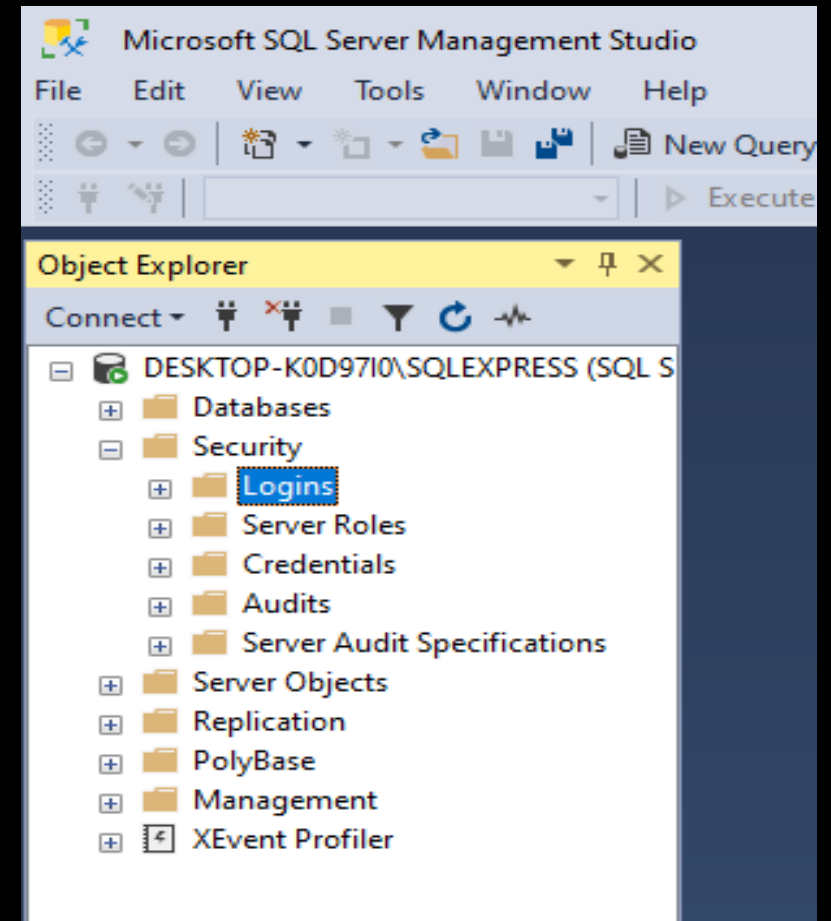 Microsoft SQL Server Management Studio
File Edit View Tools Window Help
New Query
Execute
Object Explorer
Connect
DESKTOP-K0D97I0\SQLEXPRESS (SQL S
Databases
Security
Logins
Server Roles
Credentials
Audits
Server Audit Specifications
Server Objects
Replication
PolyBase
Management
XEvent Profiler